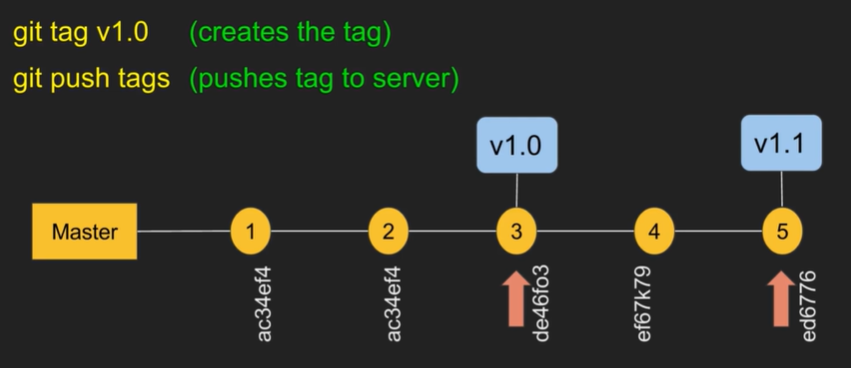 git tag v1.0 (creates the tag)
git push tags (pushes tag to server)
v1.0
v1.1
Master
1
2
3
4
5
ac34ef4
ac34ef4
de46fo3
ef67k79
ed6776